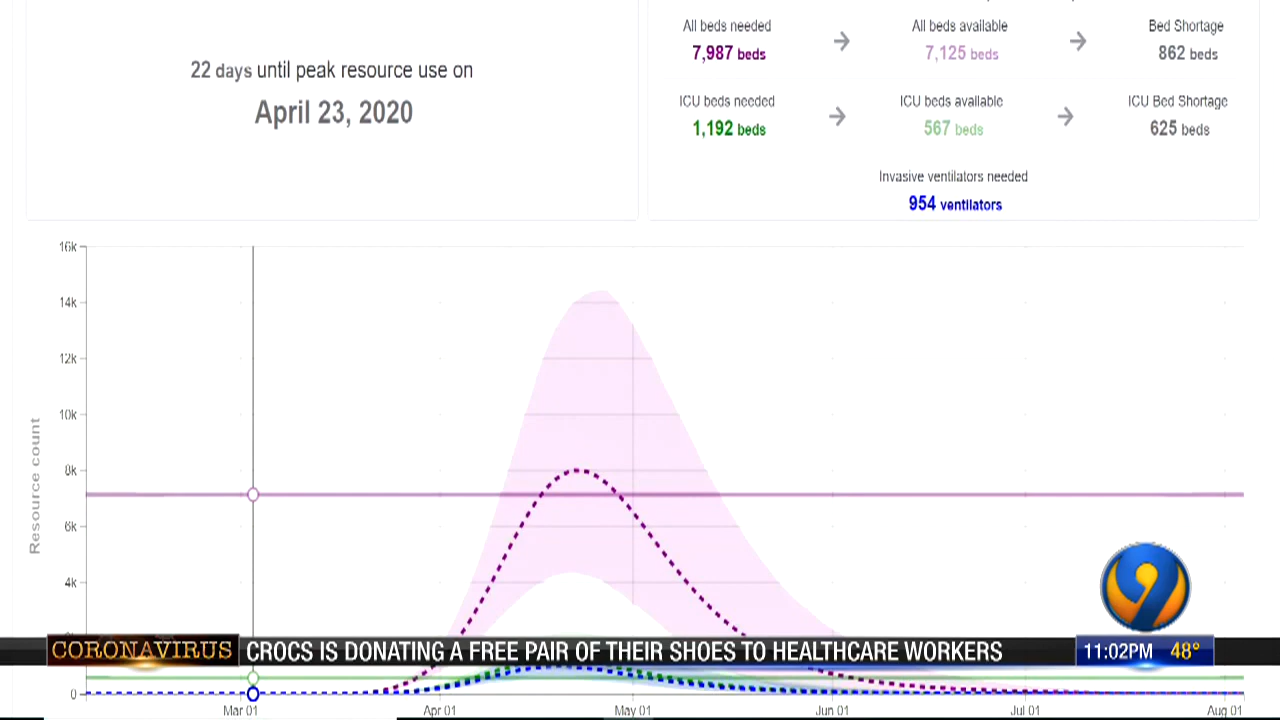 All beds needed
All beds available
Bed Shortage
7,987 beds
7,125 beds
862 beds
22 days until peak resource use on
April 23, 2020
ICU beds needed
ICU beds available
ICU Bed Shortage
1,192 beds
567 beds
625 beds
Invasive ventilators needed
954 ventilators
16k
14k
12k
10k
8k
6k
4k
0
Resource count
9
CORONAVIRUS
CROCS IS DONATING A FREE PAIR OF THEIR SHOES TO HEALTHCARE WORKERS
11:02PM 48°
Mar 01
Apr 01
May 01
Jun 01
Jul 01
Aug 01